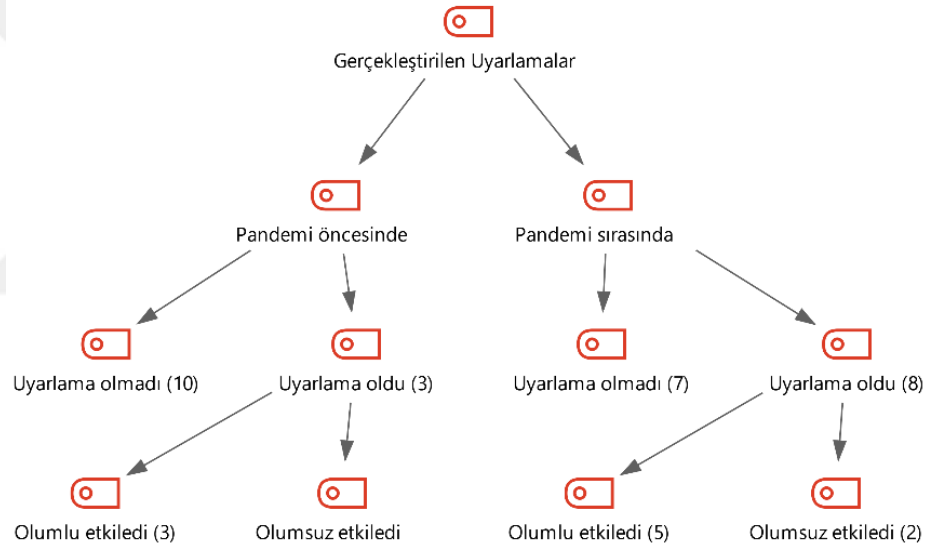 Gerçekleştirilen Uyarlamalar
Pandemi öncesinde
Pandemi sırasında
Uyarlama olmadı (10)
Uyarlama oldu (3)
Uyarlama olmadı (7)
Uyarlama oldu (8)
Olumlu etkiledi (3)
Olumsuz etkiledi
Olumlu etkiledi (5)
Olumsuz etkiledi (2)